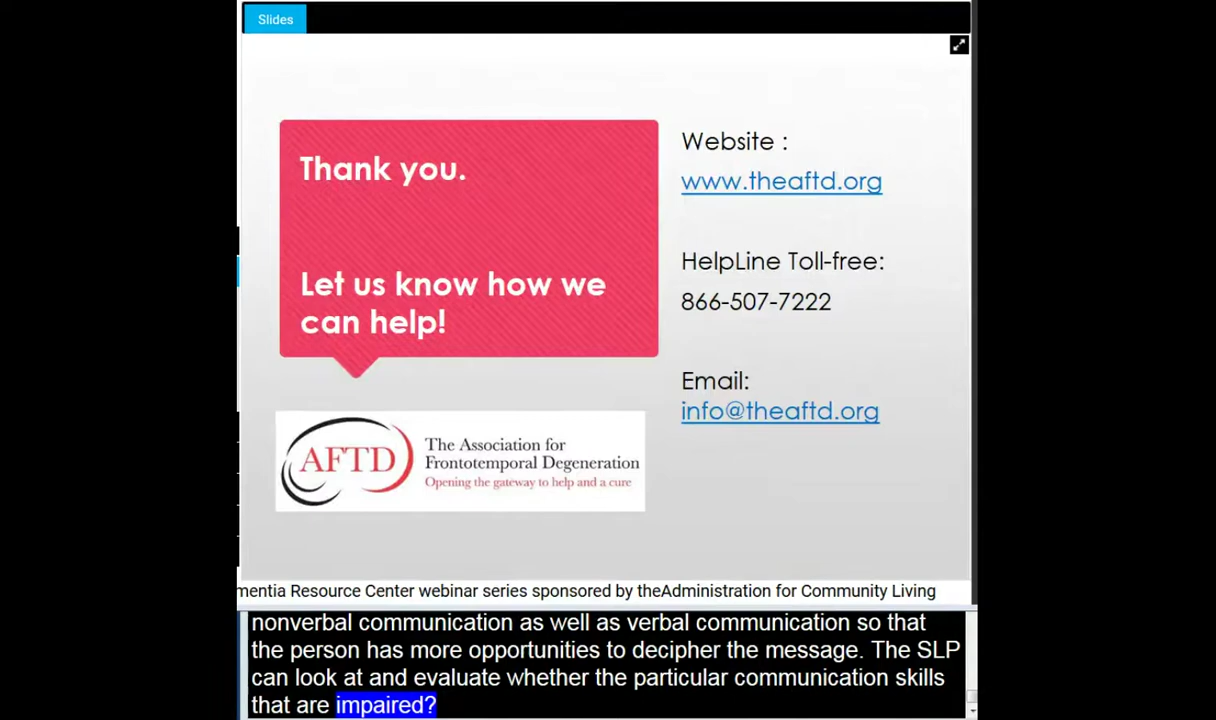 Slides
Thank you.
Let us know how we
can help!
Website :
www.theaftd.org
HelpLine Toll-free:
866-507-7222
Email:
info@theaftd.org
AFTD
The Association for
Frontotemporal Degeneration
Opening the gateway to help and a cure
mentia Resource Center webinar series sponsored by theAdministration for Community Living
nonverbal communication as well as verbal communication so that
the person has more opportunities to decipher the message. The SLP
can look at and evaluate whether the particular communication skills
that are impaired?